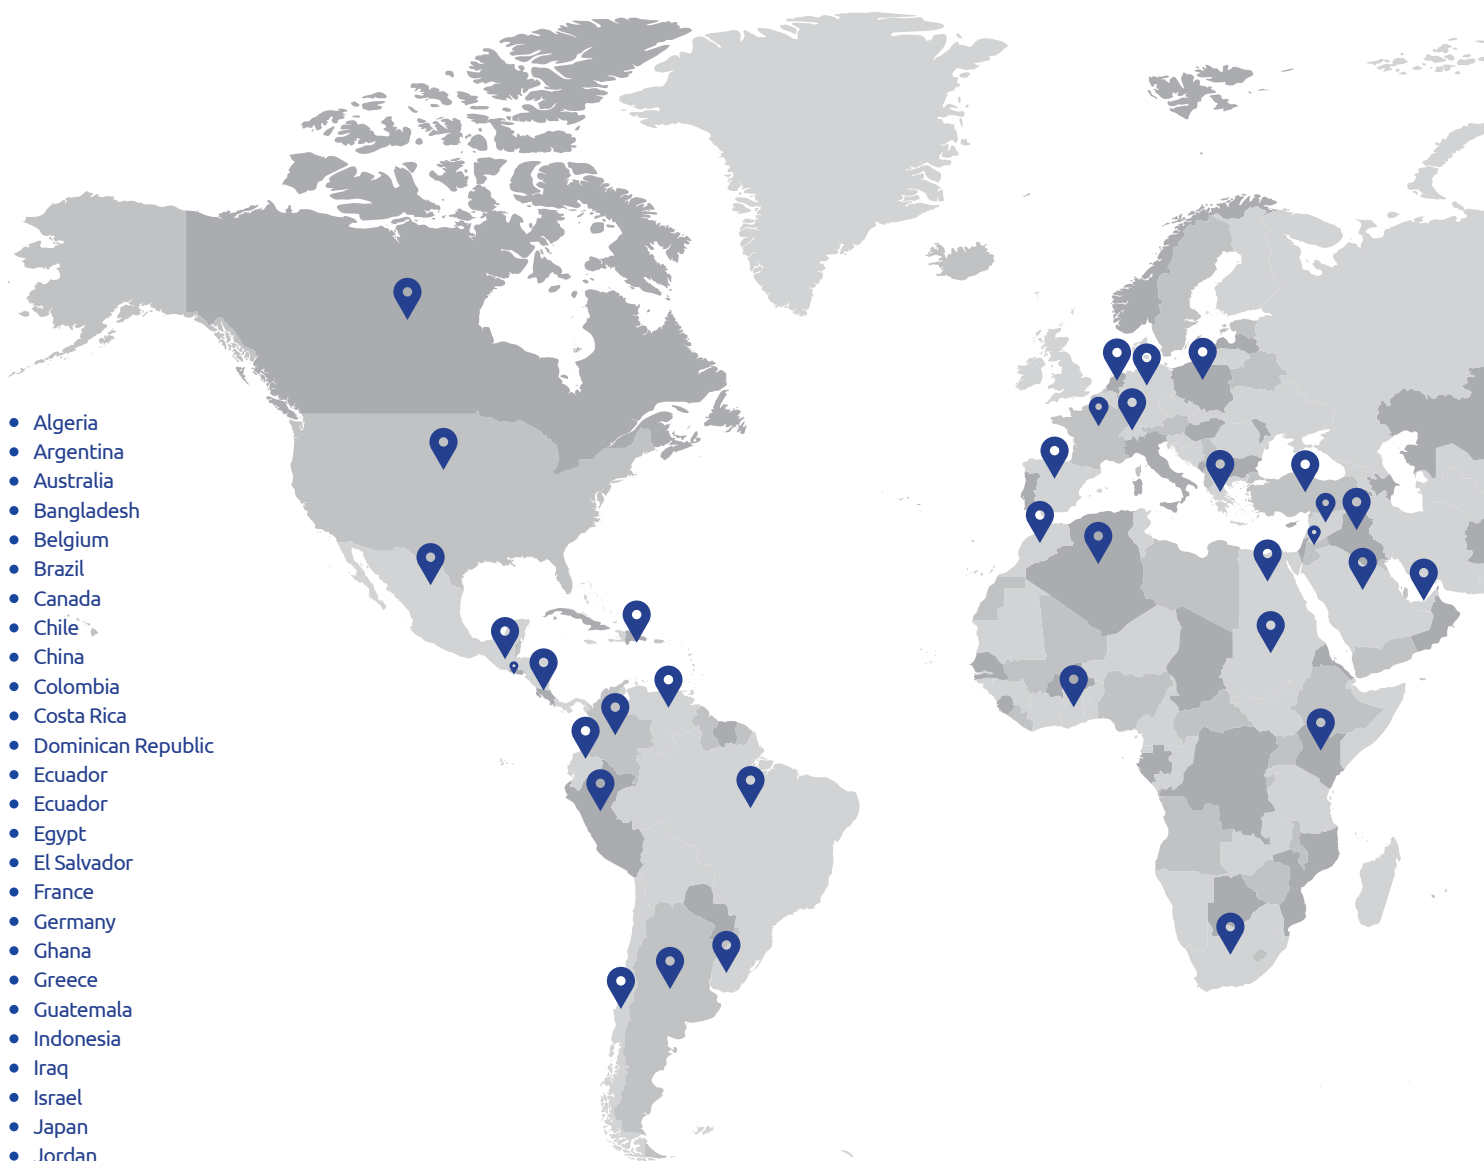 Algeria
Argentina
Australia
Bangladesh
Belgium
Brazil
Canada
Chile
China
Colombia
Costa Rica
Dominican Republic
Ecuador
Ecuador
Egypt
El Salvador
France
Germany
Ghana
Greece
Guatemala
Indonesia
Iraq
Israel
Japan
Jordan